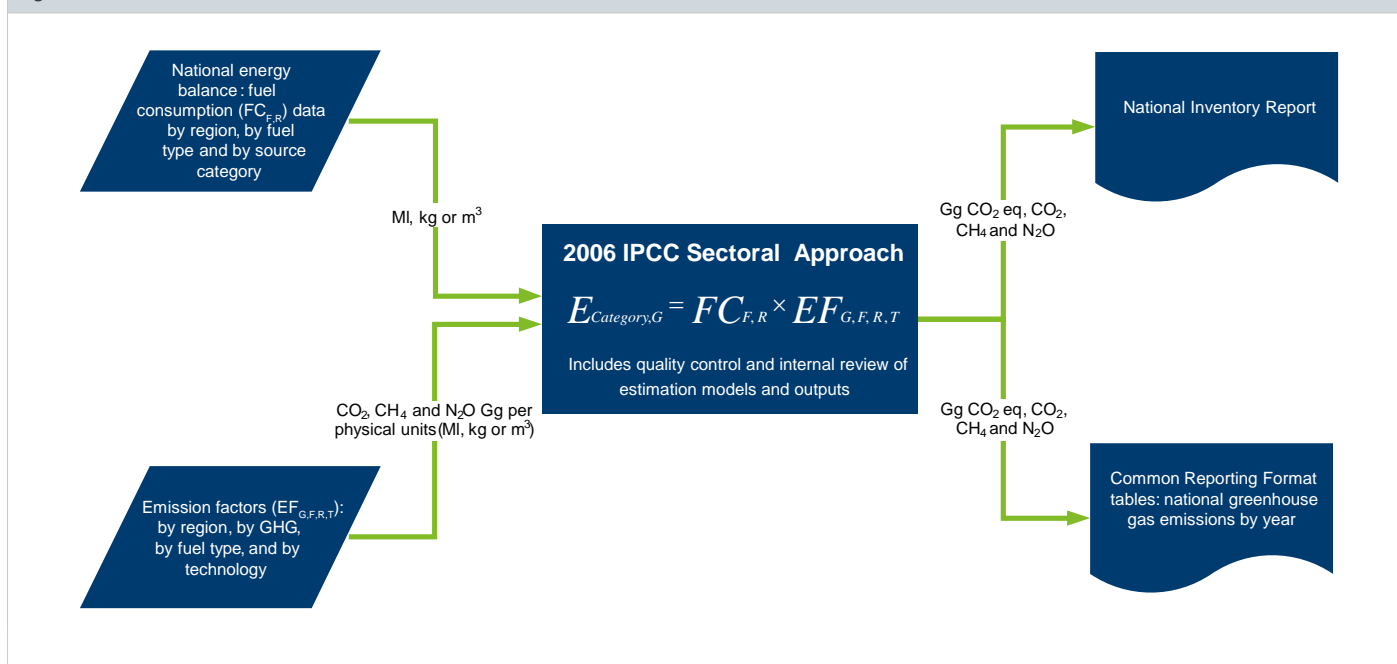 National energy
balance : fuel
consumption (FC_F,R) data
by region, by fuel
type and by source
category
Ml, kg or m³
CO₂, CH₄ and N₂O Gg per
physical units(Ml, kg or m³)
Emission factors (EF_G,F,R,T):
by region, by GHG,
by fuel type, and by
technology
2006 IPCC Sectoral Approach
E_Category,G = FC_F, R × EF_G, F, R, T
Includes quality control and internal review of
estimation models and outputs
Gg CO₂ eq, CO₂,
CH₄ and N₂O
National Inventory Report
Gg CO₂ eq, CO₂,
CH₄ and N₂O
Common Reporting Format
tables: national greenhouse
gas emissions by year